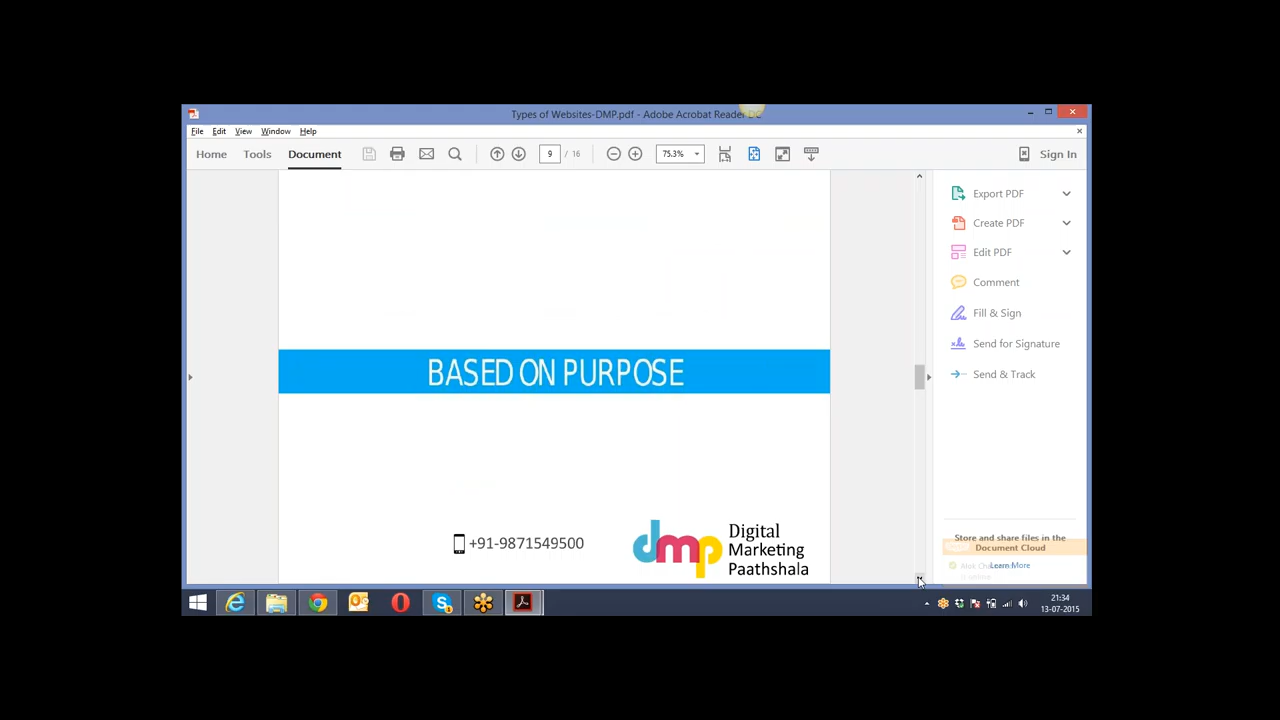 Types of Websites-DMP.pdf - Adobe Acrobat Reader DC
File Edit View Window Help
Home Tools Document 9 / 16 75.3% Sign In
Export PDF
Create PDF
Edit PDF
Comment
Fill & Sign
Send for Signature
Send & Track
BASED ON PURPOSE
+91-9871549500
dmp Digital
Marketing
Paathshala
Store and share files in the
Document Cloud
Learn More
21:34
13-07-2015